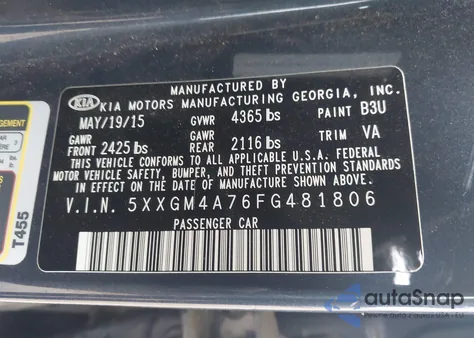 MANUFACTURED BY
KIA KIA MOTORS MANUFACTURING GEORGIA, INC.
MAY/19/15 GVWR 4365 lbs PAINT B3U
GAWR FRONT 2425 lbs GAWR REAR 2116 lbs TRIM VA
THIS VEHICLE CONFORMS TO ALL APPLICABLE U.S.A. FEDERAL
MOTOR VEHICLE SAFETY, BUMPER, AND THEFT PREVENTION STANDARDS
IN EFFECT ON THE DATE OF MANUFACTURE SHOWN ABOVE.
V.I.N. 5XXGM4A76FG481806
PASSENGER CAR
T455
autoSnap